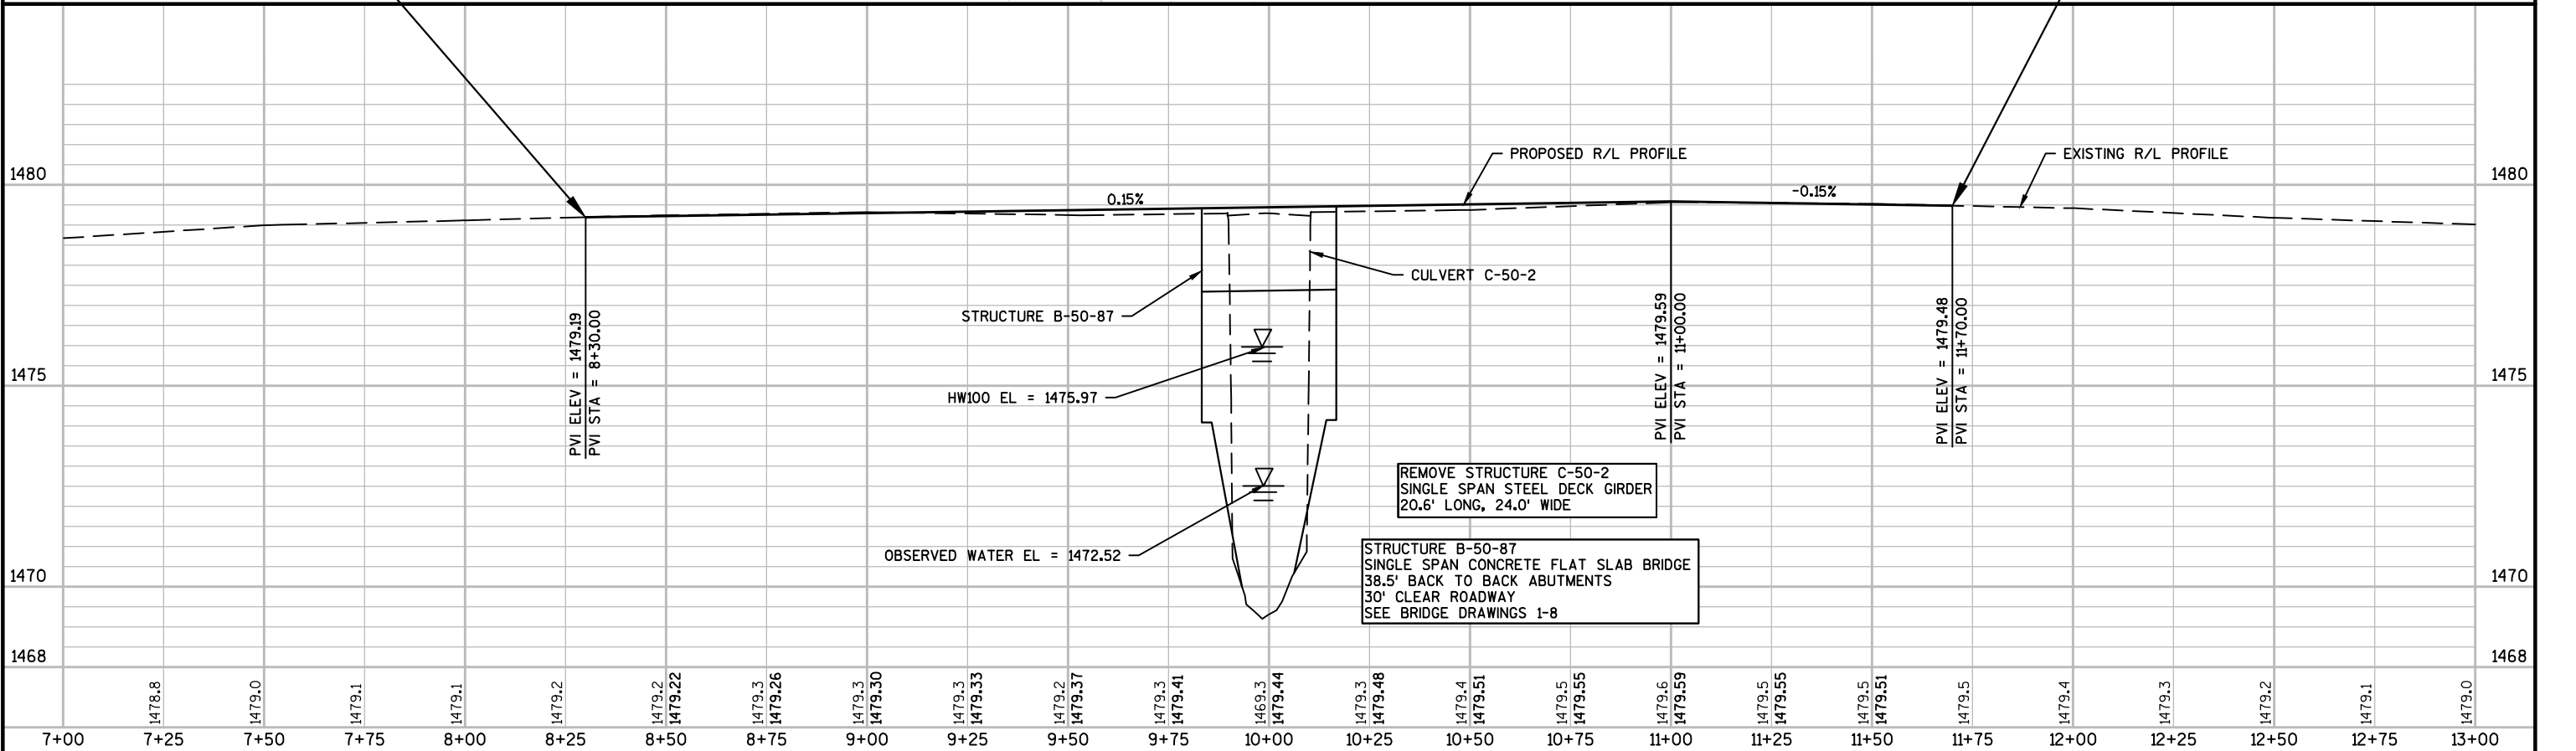 PROPOSED R/L PROFILE
EXISTING R/L PROFILE
1480
1480
0.15%
-0.15%
CULVERT C-50-2
STRUCTURE B-50-87
PVI ELEV = 1479.19
PVI STA = 8+30.00
PVI ELEV = 1479.59
PVI STA = 11+00.00
PVI ELEV = 1479.48
PVI STA = 11+70.00
1475
1475
HW100 EL = 1475.97
REMOVE STRUCTURE C-50-2
SINGLE SPAN STEEL DECK GIRDER
20.6' LONG, 24.0' WIDE
OBSERVED WATER EL = 1472.52
STRUCTURE B-50-87
SINGLE SPAN CONCRETE FLAT SLAB BRIDGE
38.5' BACK TO BACK ABUTMENTS
30' CLEAR ROADWAY
SEE BRIDGE DRAWINGS 1-8
1470
1470
1468
1468
1478.8
1479.0
1479.1
1479.1
1479.2
1479.2
1479.22
1479.3
1479.26
1479.3
1479.30
1479.3
1479.33
1479.2
1479.37
1479.3
1479.41
1469.3
1479.44
1479.3
1479.48
1479.4
1479.51
1479.5
1479.55
1479.6
1479.59
1479.5
1479.55
1479.5
1479.51
1479.5
1479.4
1479.3
1479.2
1479.1
1479.0
7+00 7+25 7+50 7+75 8+00 8+25 8+50 8+75 9+00 9+25 9+50 9+75 10+00 10+25 10+50 10+75 11+00 11+25 11+50 11+75 12+00 12+25 12+50 12+75 13+00